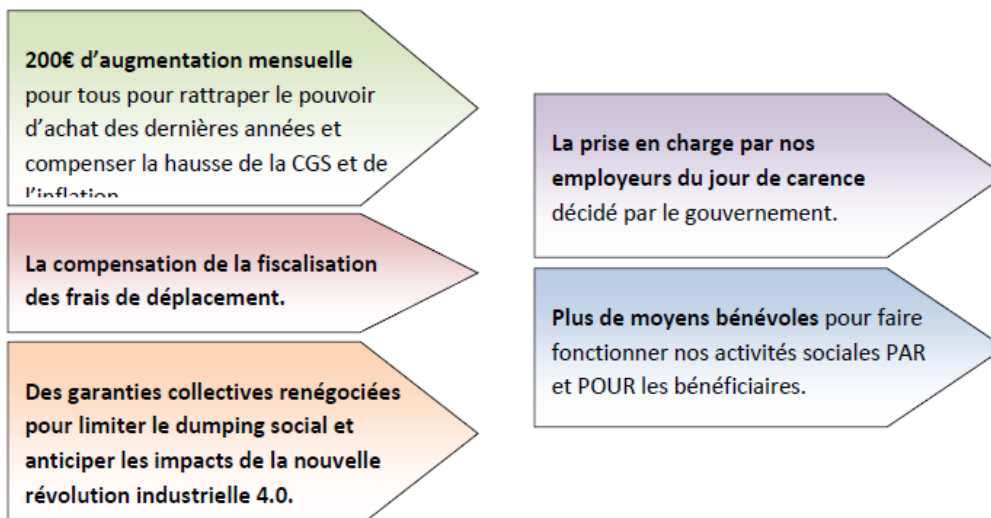 200€ d’augmentation mensuelle
pour tous pour rattraper le pouvoir
d’achat des dernières années et
compenser la hausse de la CGS et de
l’inflation
La compensation de la fiscalisation
des frais de déplacement.
Des garanties collectives renégociées
pour limiter le dumping social et
anticiper les impacts de la nouvelle
révolution industrielle 4.0.
La prise en charge par nos
employeurs du jour de carence
décidé par le gouvernement.
Plus de moyens bénévoles pour faire
fonctionner nos activités sociales PAR
et POUR les bénéficiaires.